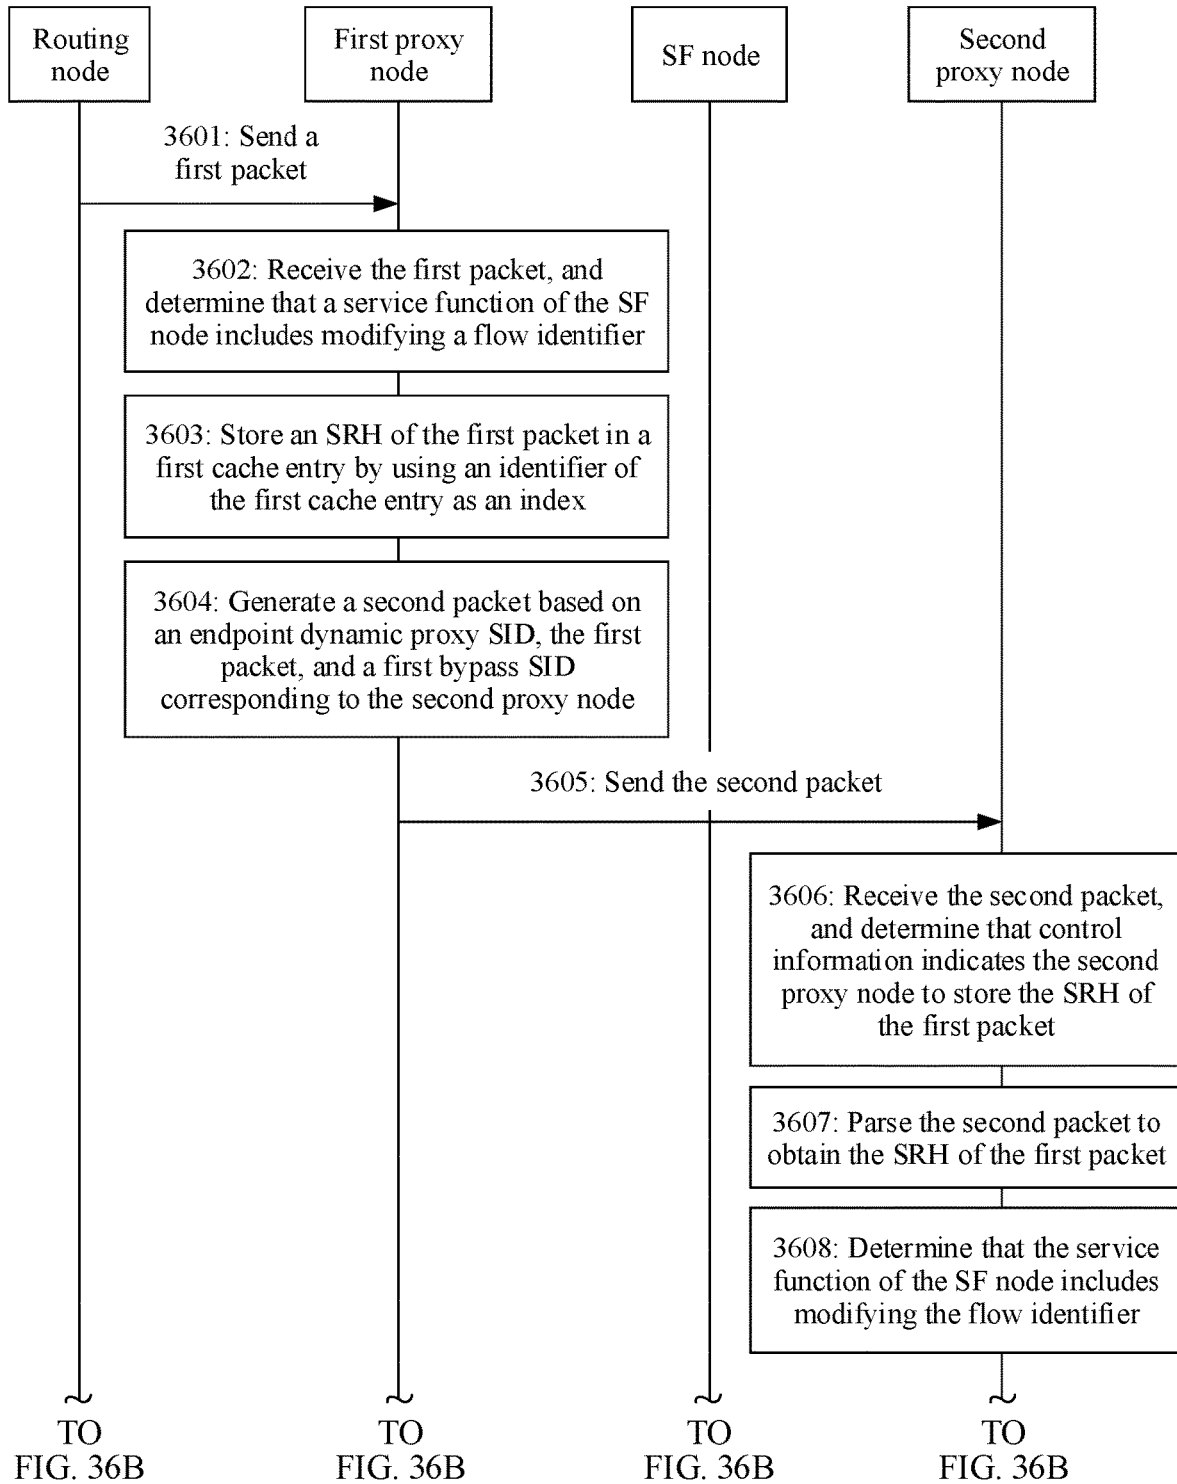 Routing
node
First proxy
node
SF node
Second
proxy node
3601: Send a
first packet
3602: Receive the first packet, and
determine that a service function of the SF
node includes modifying a flow identifier
3603: Store an SRH of the first packet in a
first cache entry by using an identifier of
the first cache entry as an index
3604: Generate a second packet based on
an endpoint dynamic proxy SID, the first
packet, and a first bypass SID
corresponding to the second proxy node
3605: Send the second packet
3606: Receive the second packet,
and determine that control
information indicates the second
proxy node to store the SRH of
the first packet
3607: Parse the second packet to
obtain the SRH of the first packet
3608: Determine that the service
function of the SF node includes
modifying the flow identifier
TO
FIG. 36B
TO
FIG. 36B
TO
FIG. 36B
TO
FIG. 36B